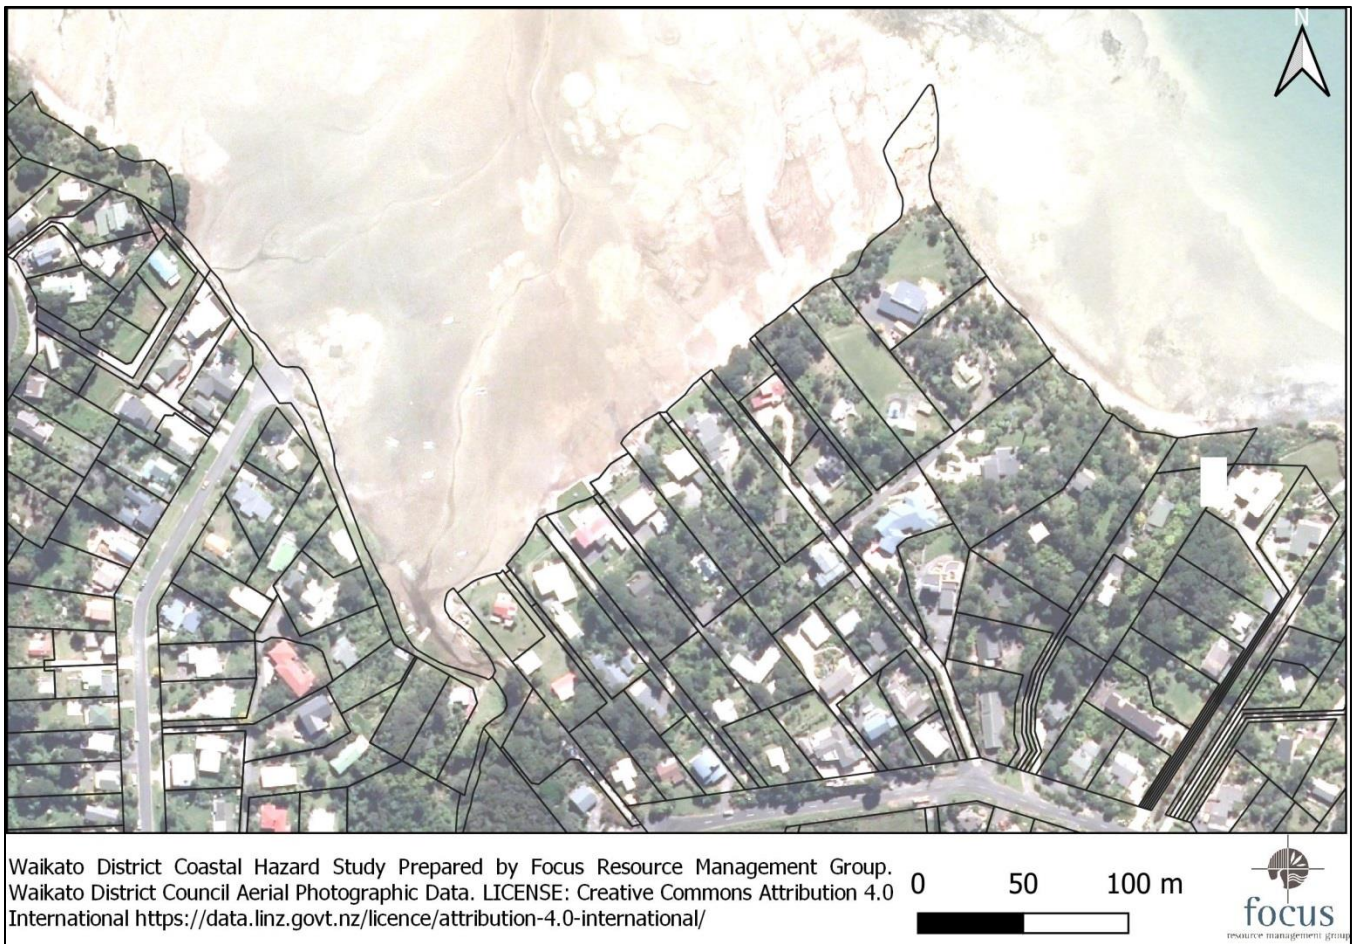 N
Waikato District Coastal Hazard Study Prepared by Focus Resource Management Group.
Waikato District Council Aerial Photographic Data. LICENSE: Creative Commons Attribution 4.0
International https://data.linz.govt.nz/licence/attribution-4.0-international/
0 50 100 m
focus
resource management group